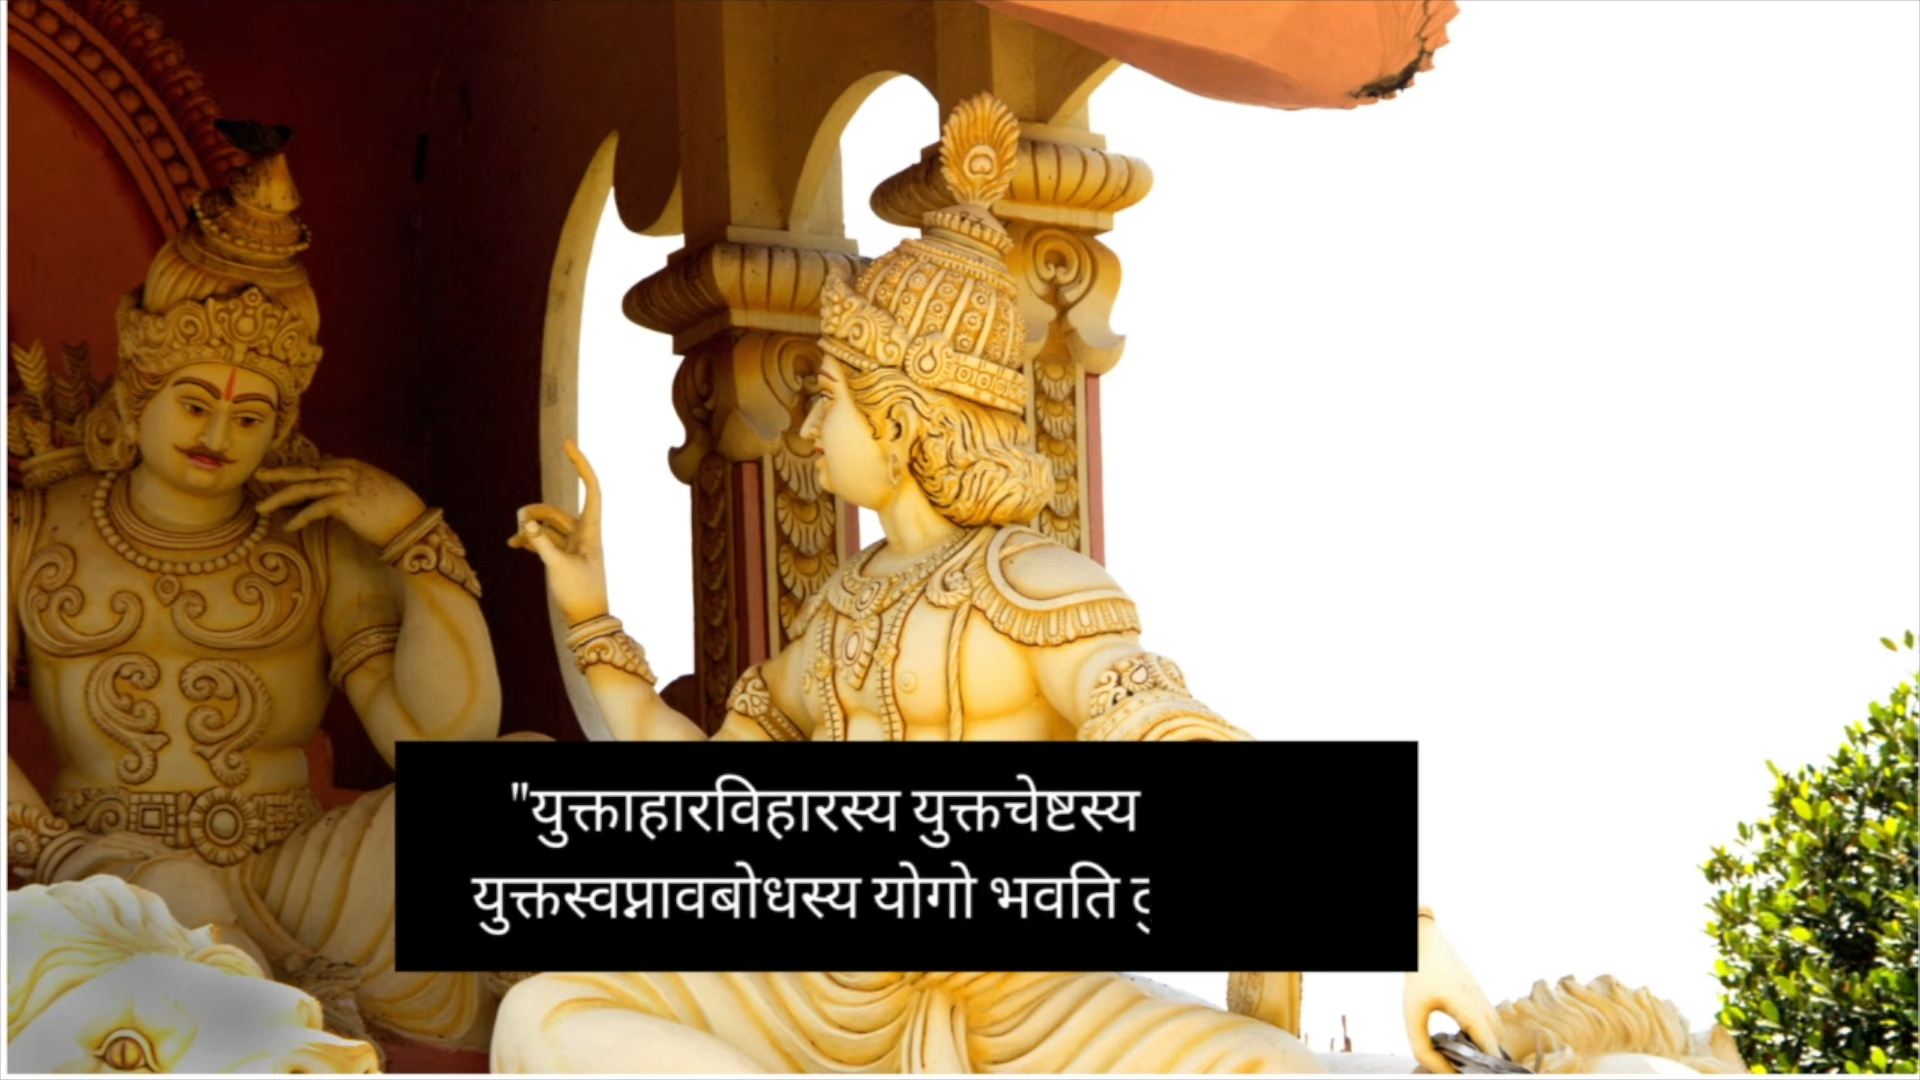 "युक्ताहारविहारस्य युक्तचेष्टस्य
युक्तस्वप्नावबोधस्य योगो भवति